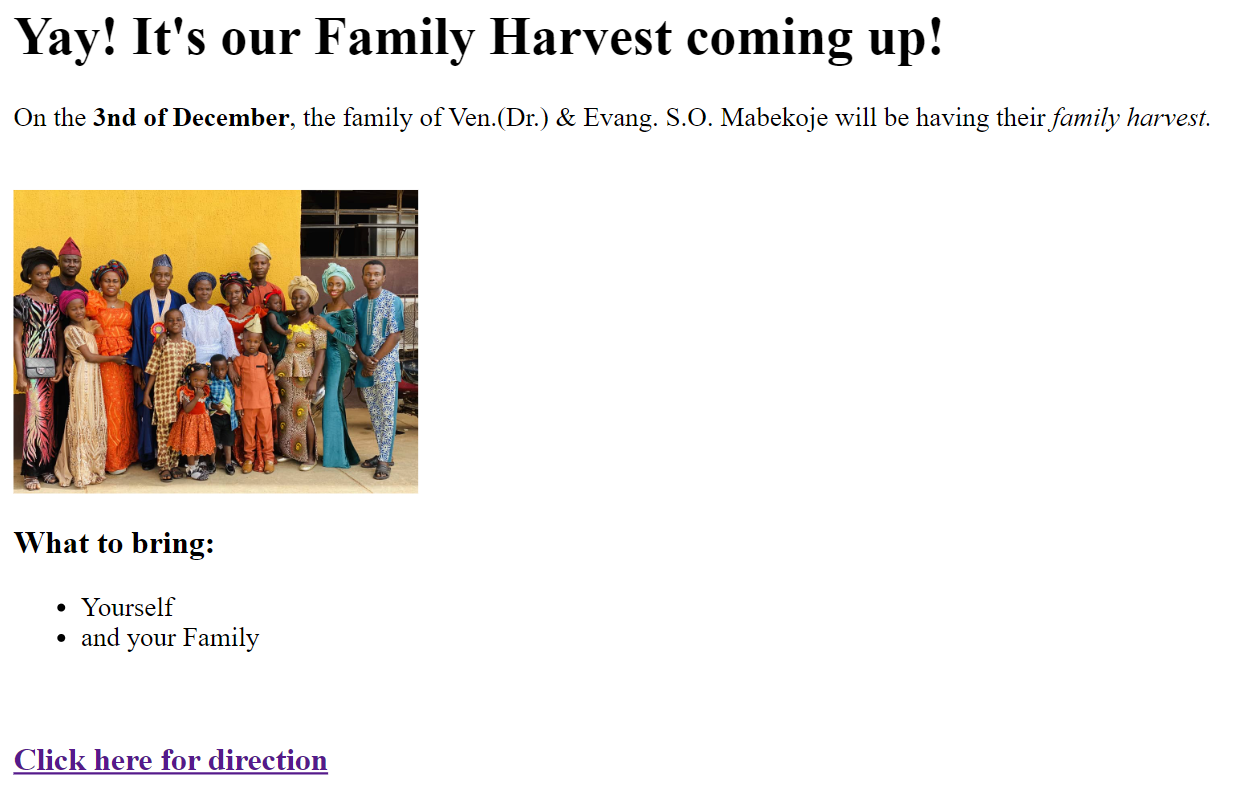 Yay! It's our Family Harvest coming up!
On the 3nd of December, the family of Ven.(Dr.) & Evang. S.O. Mabekoje will be having their family harvest.
What to bring:
• Yourself
• and your Family
Click here for direction